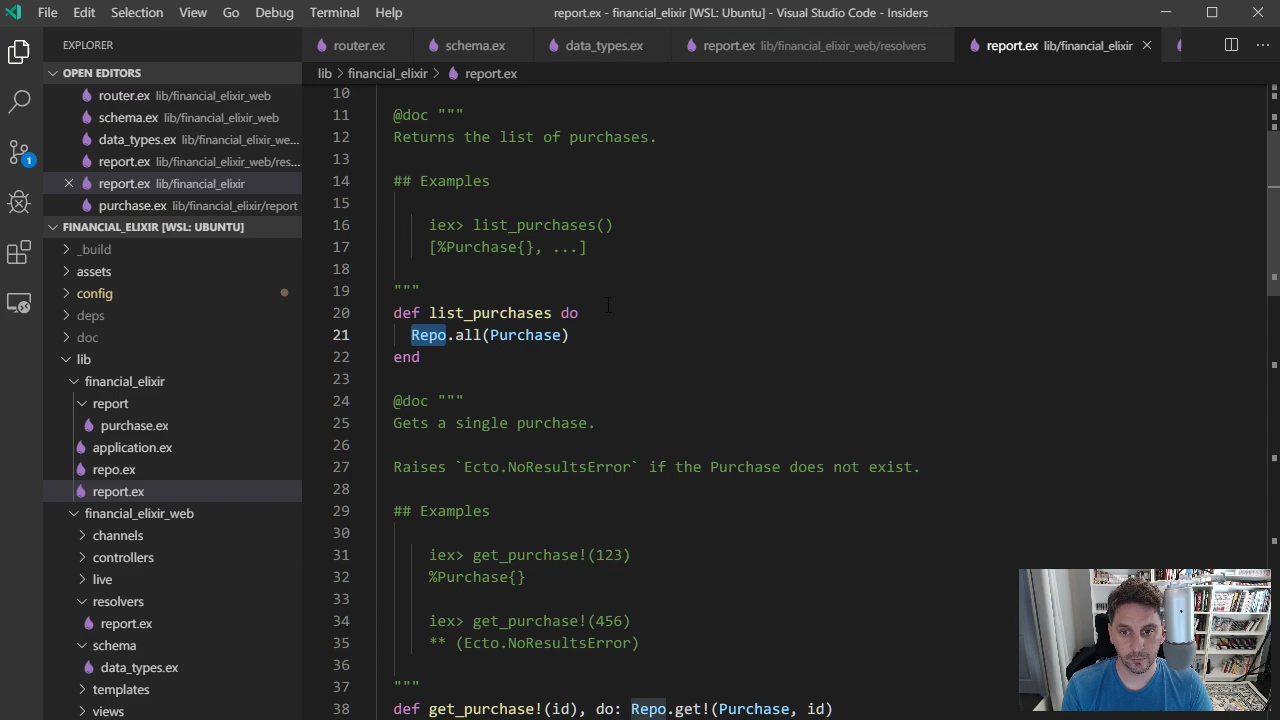 File Edit Selection View Go Debug Terminal Help report.ex - financial_elixir [WSL: Ubuntu] - Visual Studio Code - Insiders
EXPLORER
OPEN EDITORS
router.ex lib/financial_elixir_web
schema.ex lib/financial_elixir_web
data_types.ex lib/financial_elixir_we...
report.ex lib/financial_elixir_web/res...
report.ex lib/financial_elixir
purchase.ex lib/financial_elixir/report
FINANCIAL_ELIXIR [WSL: UBUNTU]
_build
assets
config
deps
doc
lib
financial_elixir
report
purchase.ex
application.ex
repo.ex
report.ex
financial_elixir_web
channels
controllers
live
resolvers
report.ex
schema
data_types.ex
templates
views
1
router.ex schema.ex data_types.ex report.ex lib/financial_elixir_web/resolvers report.ex lib/financial_elixir
lib > financial_elixir > report.ex
10
11 @doc """
12 Returns the list of purchases.
13
14 ## Examples
15
16 iex> list_purchases()
17 [%Purchase{}, ...]
18
19 """
20 def list_purchases do
21 Repo.all(Purchase)
22 end
23
24 @doc """
25 Gets a single purchase.
26
27 Raises `Ecto.NoResultsError` if the Purchase does not exist.
28
29 ## Examples
30
31 iex> get_purchase!(123)
32 %Purchase{}
33
34 iex> get_purchase!(456)
35 ** (Ecto.NoResultsError)
36
37 """
38 def get_purchase!(id), do: Repo.get!(Purchase, id)